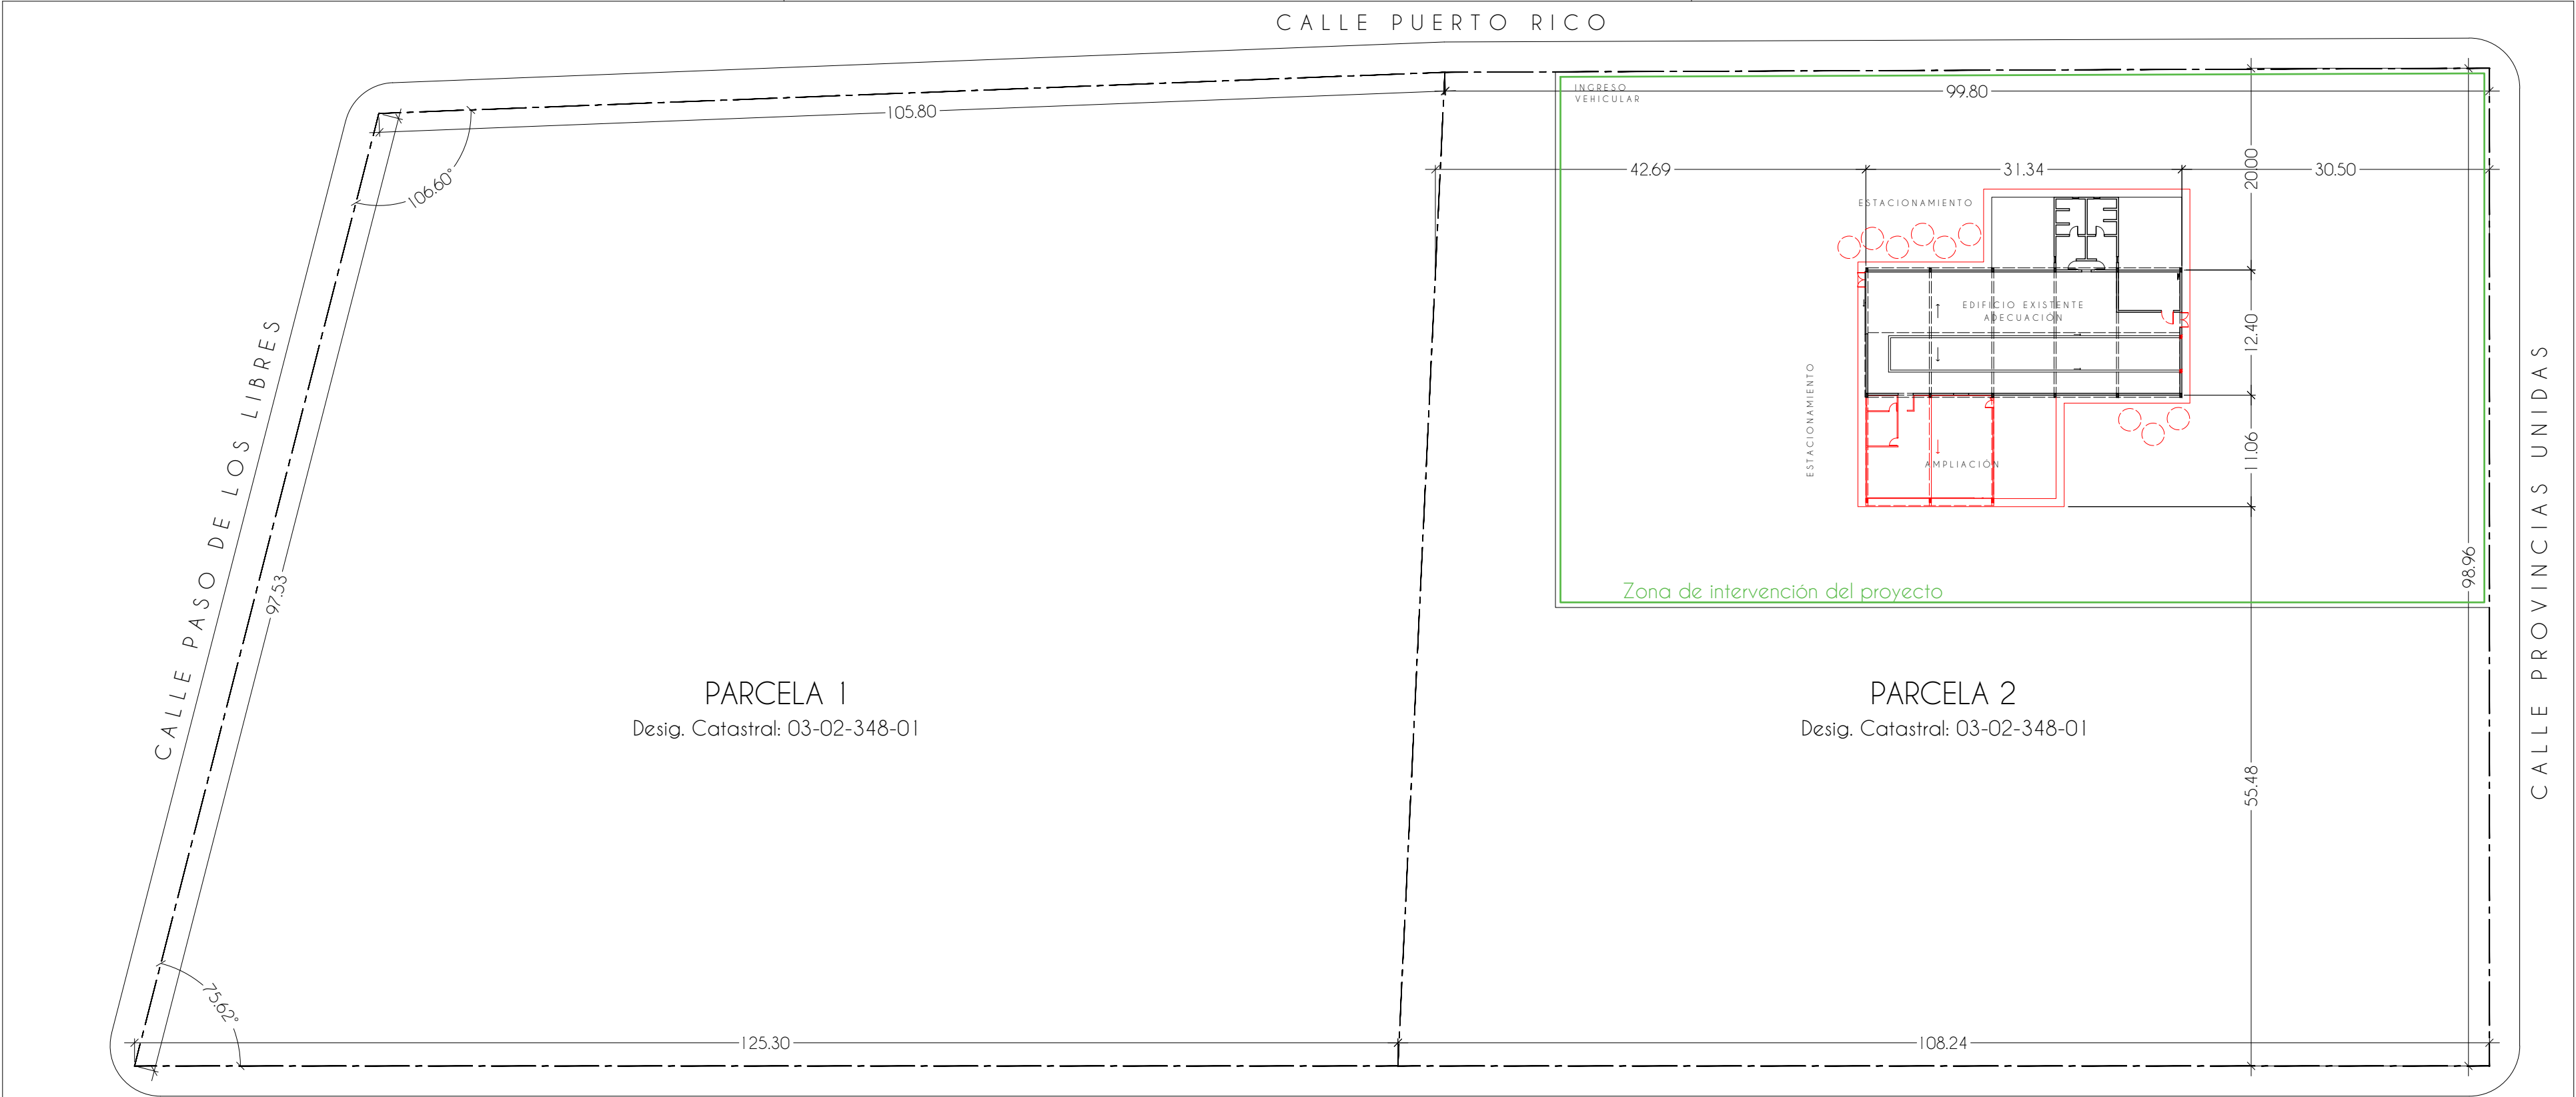 CALLE PUERTO RICO
INGRESO
VEHICULAR
99.80
105.80
106.60°
42.69
31.34
30.50
20.00
ESTACIONAMIENTO
EDIFICIO EXISTENTE
ADECUACIÓN
12.40
ESTACIONAMIENTO
AMPLIACIÓN
11.06
CALLE PASO DE LOS LIBRES
97.53
CALLE PROVINCIAS UNIDAS
98.96
Zona de intervención del proyecto
PARCELA 1
Desig. Catastral: 03-02-348-01
PARCELA 2
Desig. Catastral: 03-02-348-01
55.48
75.62°
125.30
108.24